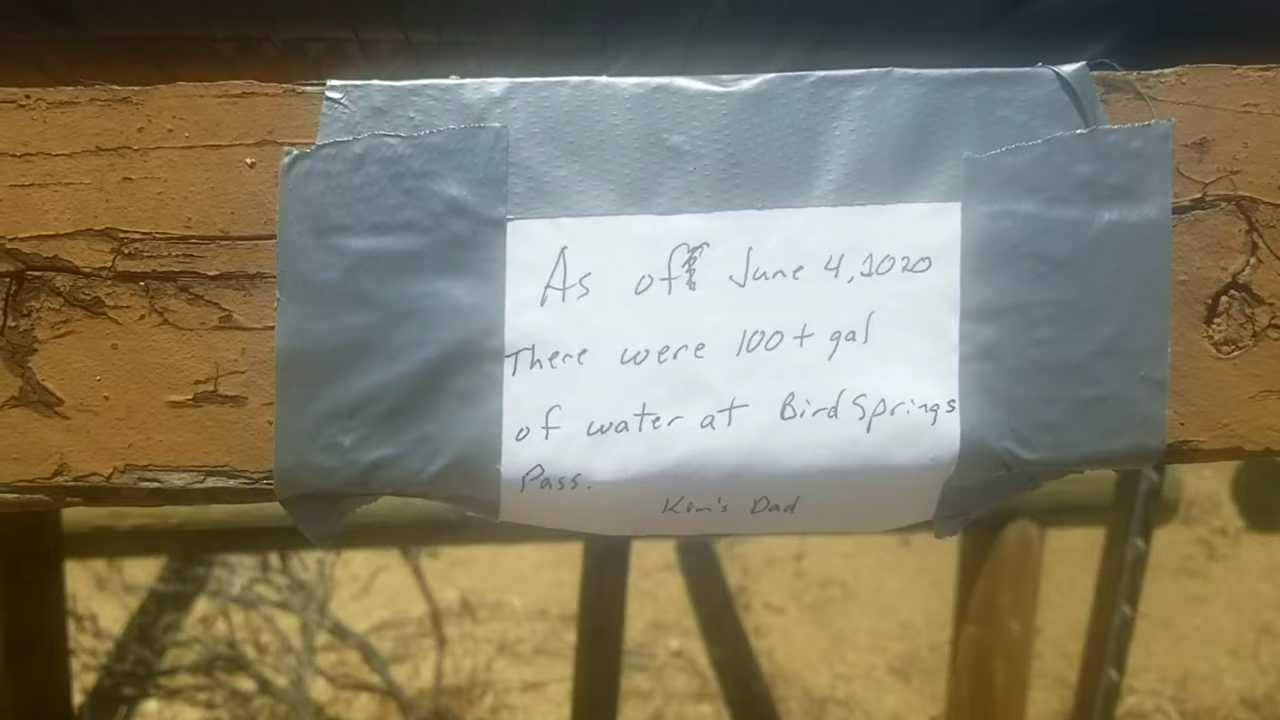 As of June 4, 2020
There were 100+ gal
of water at Bird Springs
Pass.
Kim's Dad